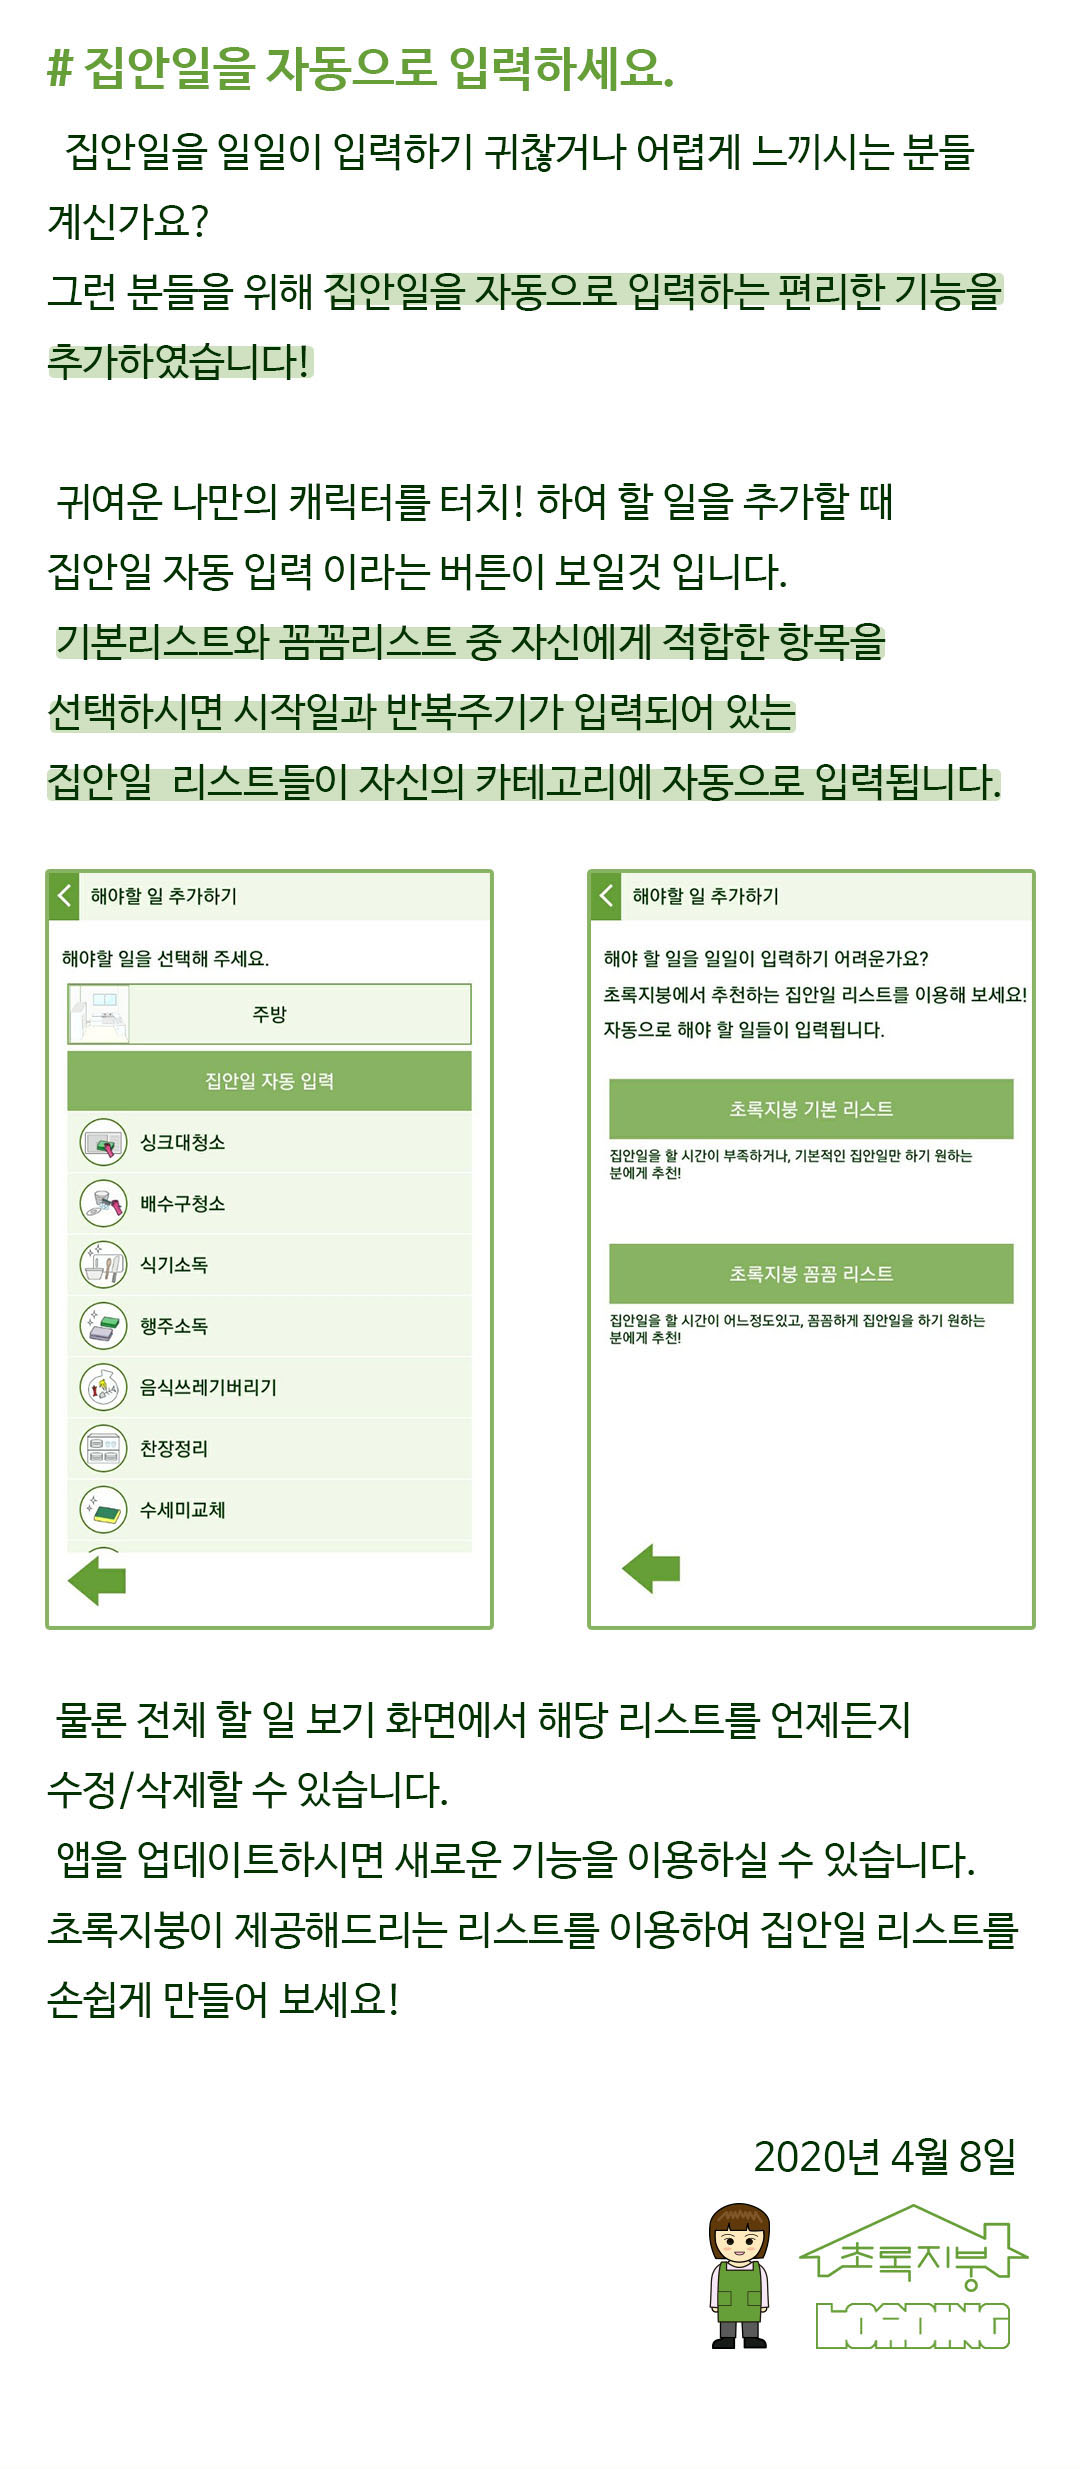 # 집안일을 자동으로 입력하세요.
집안일을 일일이 입력하기 귀찮거나 어렵게 느끼시는 분들
계신가요?
그런 분들을 위해 집안일을 자동으로 입력하는 편리한 기능을
추가하였습니다!
귀여운 나만의 캐릭터를 터치! 하여 할 일을 추가할 때
집안일 자동 입력 이라는 버튼이 보일것 입니다.
기본리스트와 꼼꼼리스트 중 자신에게 적합한 항목을
선택하시면 시작일과 반복주기가 입력되어 있는
집안일 리스트들이 자신의 카테고리에 자동으로 입력됩니다.
해야할 일 추가하기
해야할 일을 선택해 주세요.
주방
집안일 자동 입력
싱크대청소
배수구청소
식기소독
행주소독
음식쓰레기버리기
찬장정리
수세미교체
해야할 일 추가하기
해야 할 일을 일일이 입력하기 어려운가요?
초록지붕에서 추천하는 집안일 리스트를 이용해 보세요!
자동으로 해야 할 일들이 입력됩니다.
초록지붕 기본 리스트
집안일을 할 시간이 부족하거나, 기본적인 집안일만 하기 원하는
분에게 추천!
초록지붕 꼼꼼 리스트
집안일을 할 시간이 어느정도있고, 꼼꼼하게 집안일을 하기 원하는
분에게 추천!
물론 전체 할 일 보기 화면에서 해당 리스트를 언제든지
수정/삭제할 수 있습니다.
앱을 업데이트하시면 새로운 기능을 이용하실 수 있습니다.
초록지붕이 제공해드리는 리스트를 이용하여 집안일 리스트를
손쉽게 만들어 보세요!
2020년 4월 8일
초록지붕
LOADING